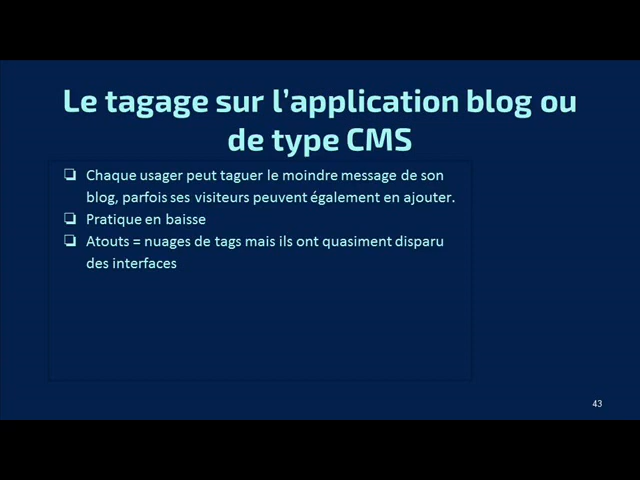 Le tagage sur l’application blog ou
de type CMS
❏ Chaque usager peut taguer le moindre message de son
blog, parfois ses visiteurs peuvent également en ajouter.
❏ Pratique en baisse
❏ Atouts = nuages de tags mais ils ont quasiment disparu
des interfaces
43